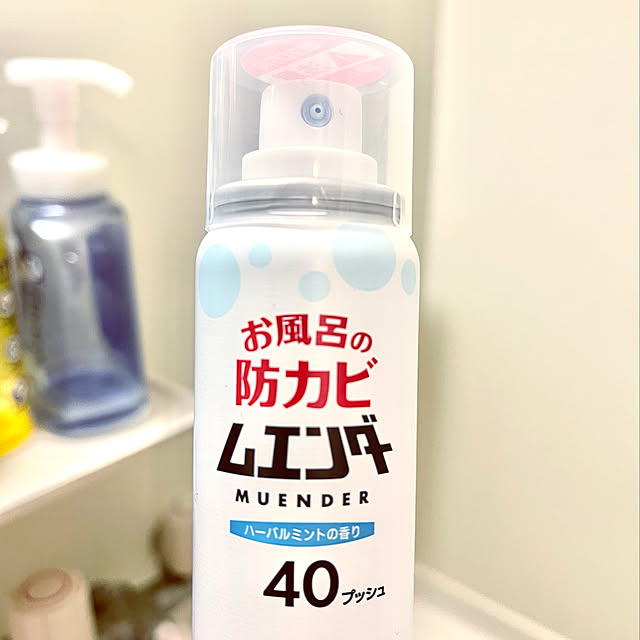 お風呂の
防カビ
ムエンダ
MUENDER
ハーバルミントの香り
40プッシュ